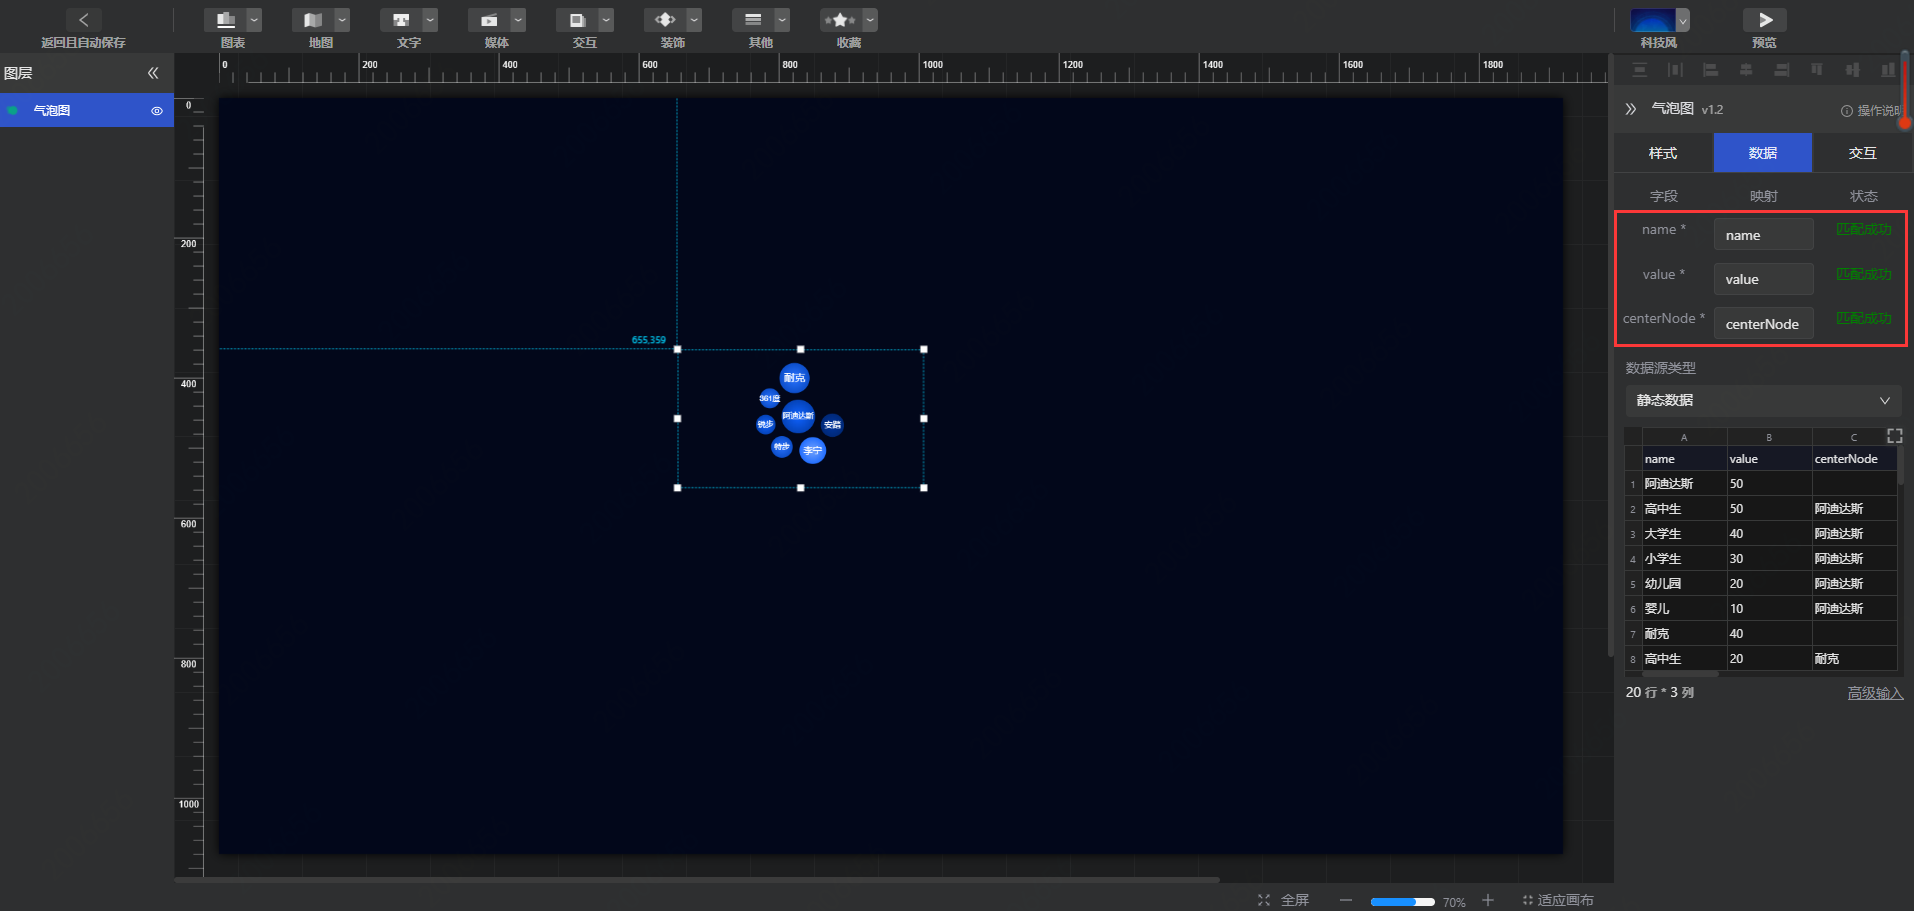 返回且自动保存
图表
地图
文字
媒体
交互
装饰
其他
收藏
科技风
预览
图层
气泡图
0
200
400
600
800
1000
1200
1400
1600
1800
0
200
400
600
800
1000
655,359
耐克
361度
阿迪达斯
锐步
安踏
特步
李宁
气泡图 v1.2
操作说明
样式 数据 交互
字段 映射 状态
name * name 匹配成功
value * value 匹配成功
centerNode * centerNode 匹配成功
数据源类型
静态数据
A B C
name value centerNode
1 阿迪达斯 50
2 高中生 50 阿迪达斯
3 大学生 40 阿迪达斯
4 小学生 30 阿迪达斯
5 幼儿园 20 阿迪达斯
6 婴儿 10 阿迪达斯
7 耐克 40
8 高中生 20 耐克
20 行 * 3 列
高级输入
全屏
70%
适应画布